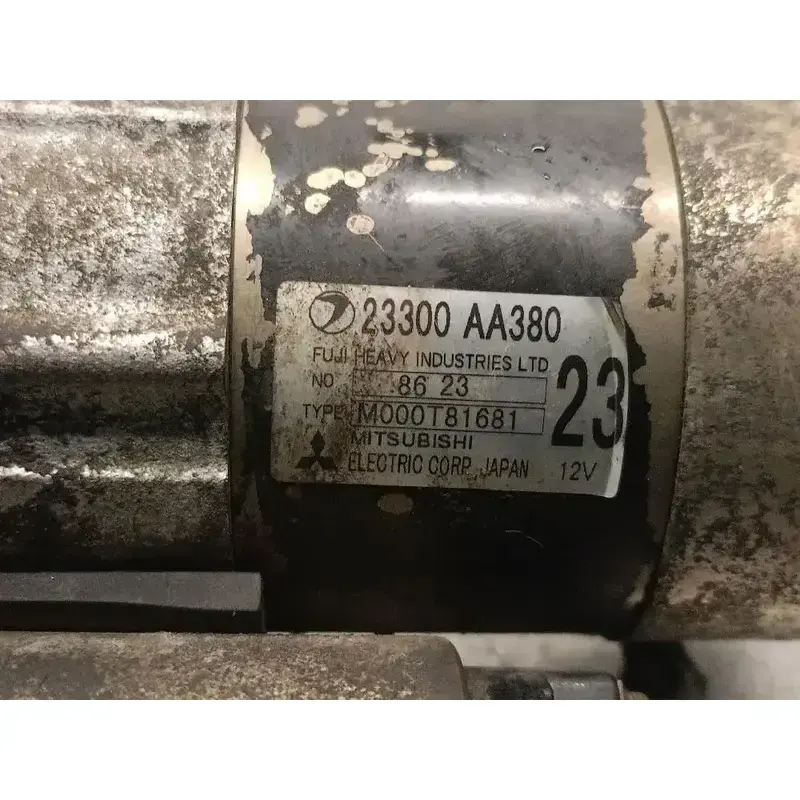 23300 AA380
FUJI HEAVY INDUSTRIES LTD
NO 86 23
23
TYPE M000T81681
MITSUBISHI
ELECTRIC CORP. JAPAN 12V